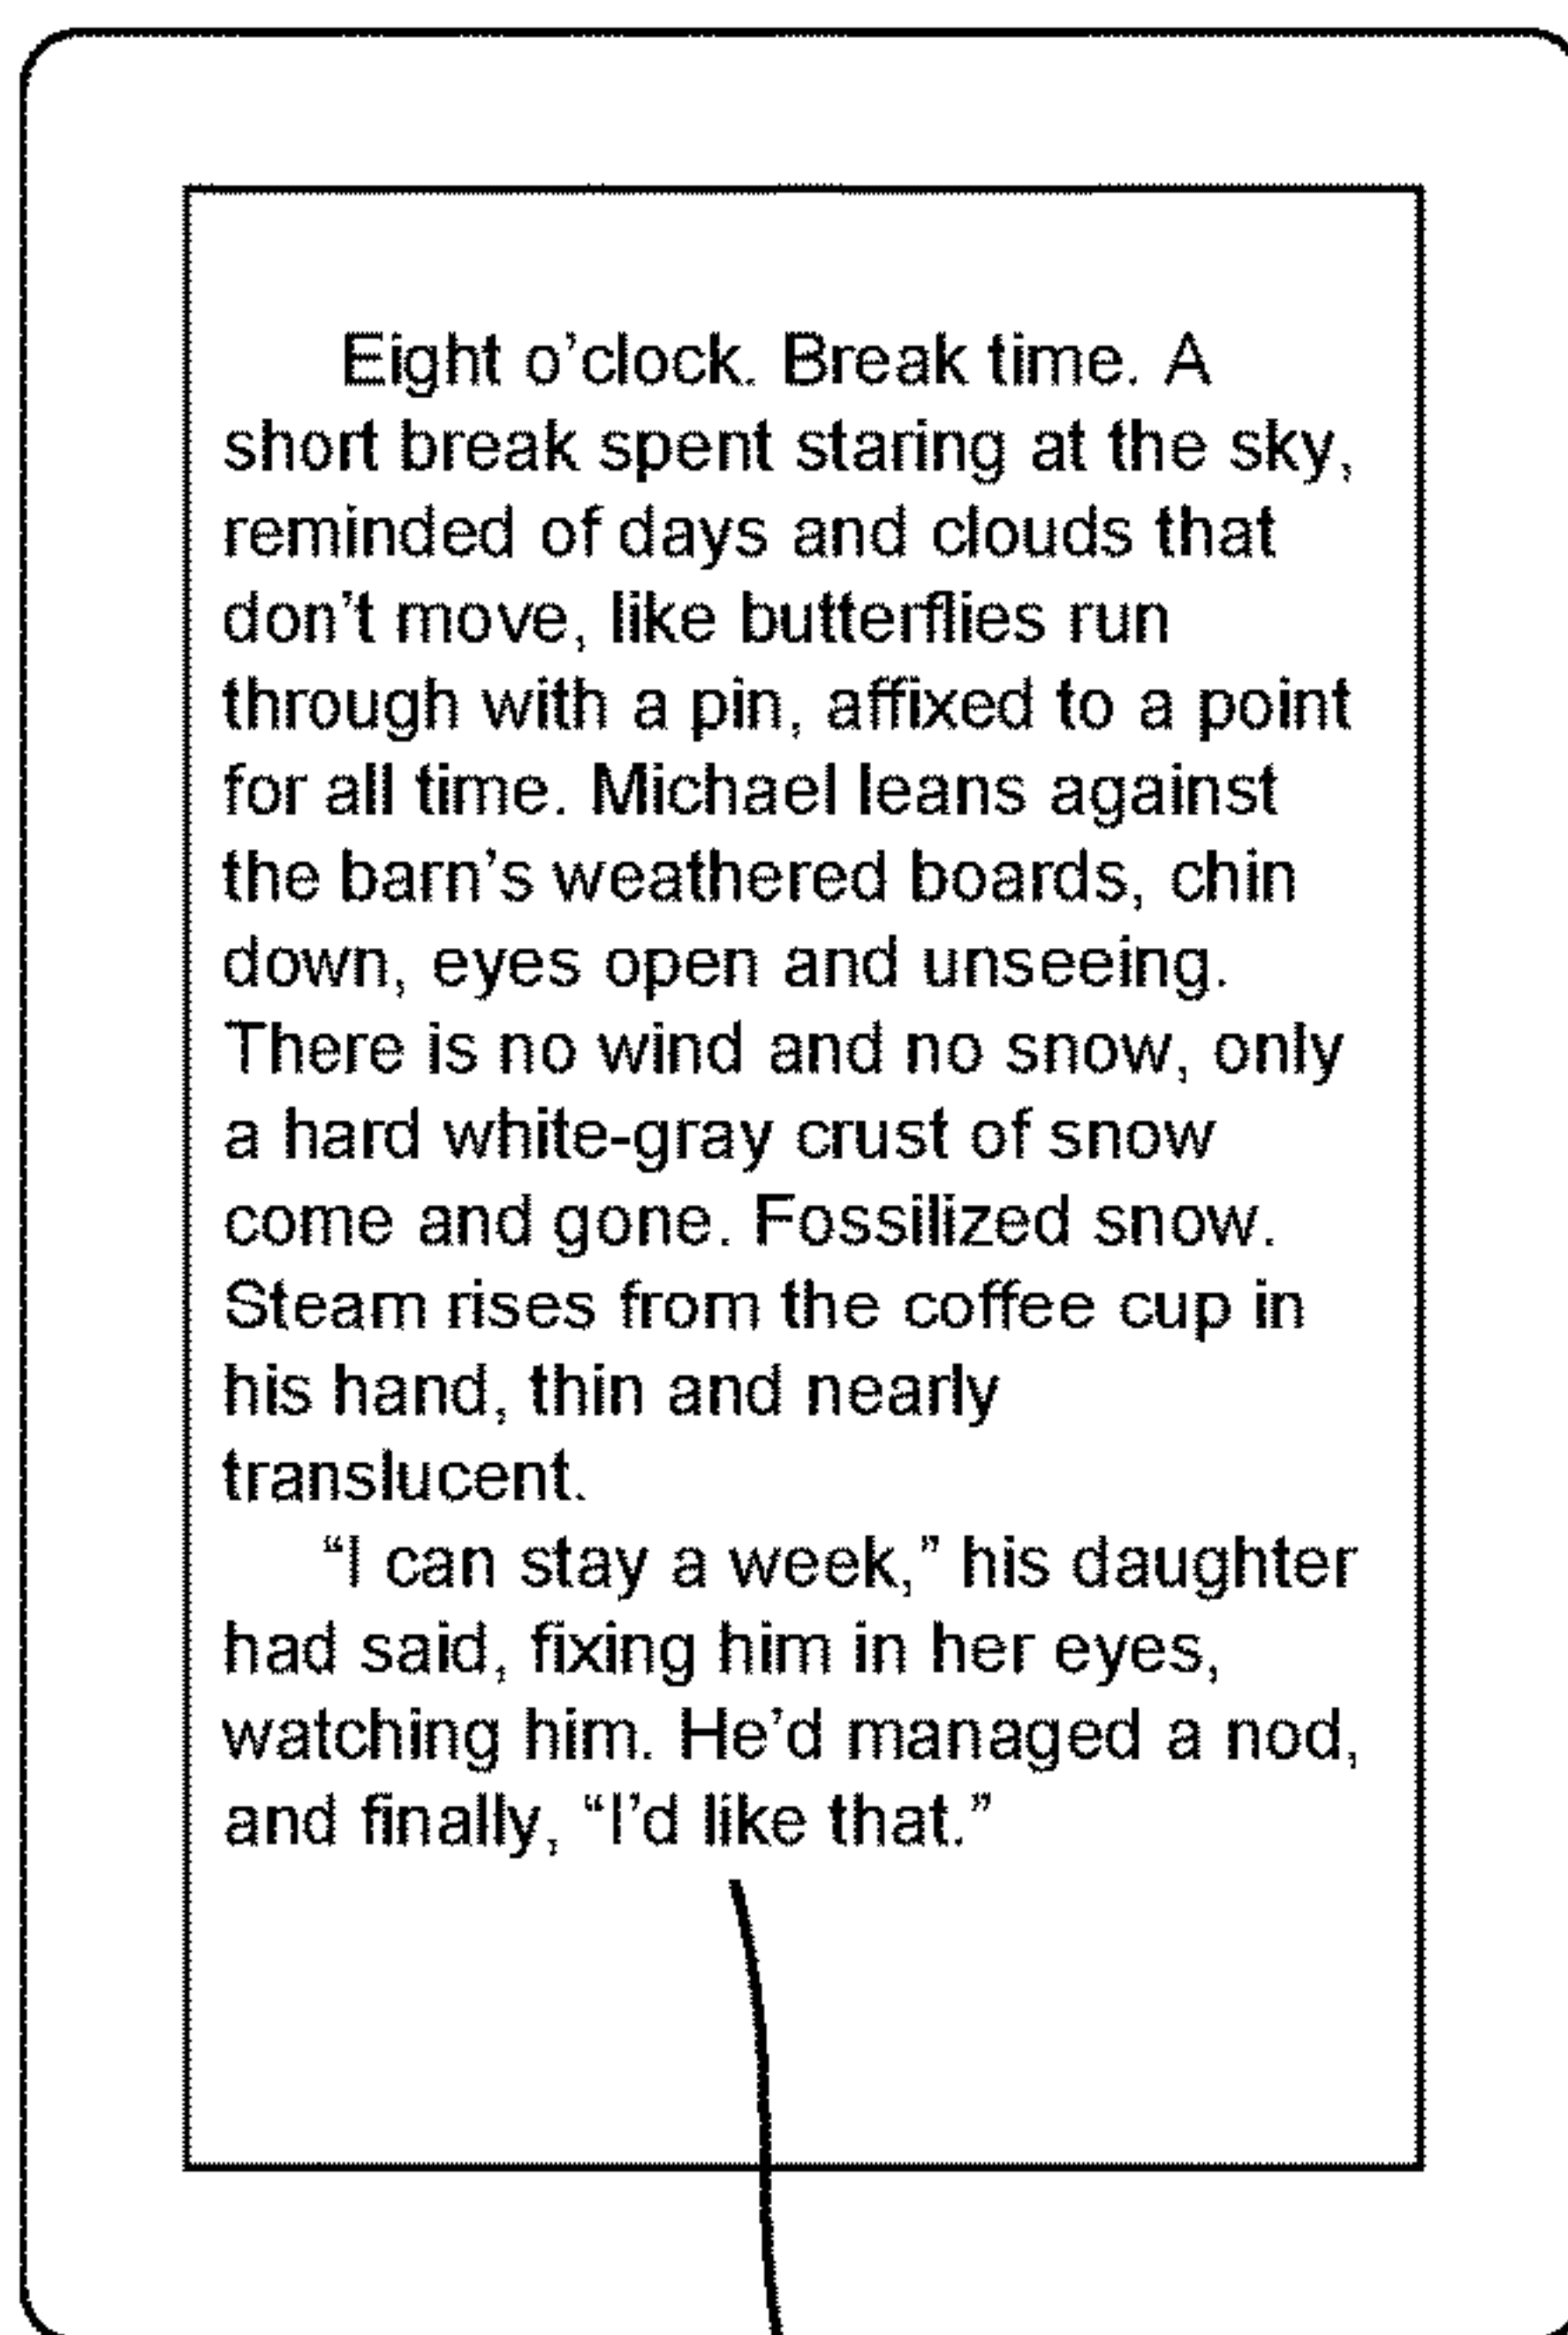 Eight o’clock. Break time. A
short break spent staring at the sky,
reminded of days and clouds that
don’t move, like butterflies run
through with a pin, affixed to a point
for all time. Michael leans against
the barn’s weathered boards, chin
down, eyes open and unseeing.
There is no wind and no snow, only
a hard white-gray crust of snow
come and gone. Fossilized snow.
Steam rises from the coffee cup in
his hand, thin and nearly
translucent.
“I can stay a week,” his daughter
had said, fixing him in her eyes,
watching him. He’d managed a nod,
and finally, “I’d like that.”